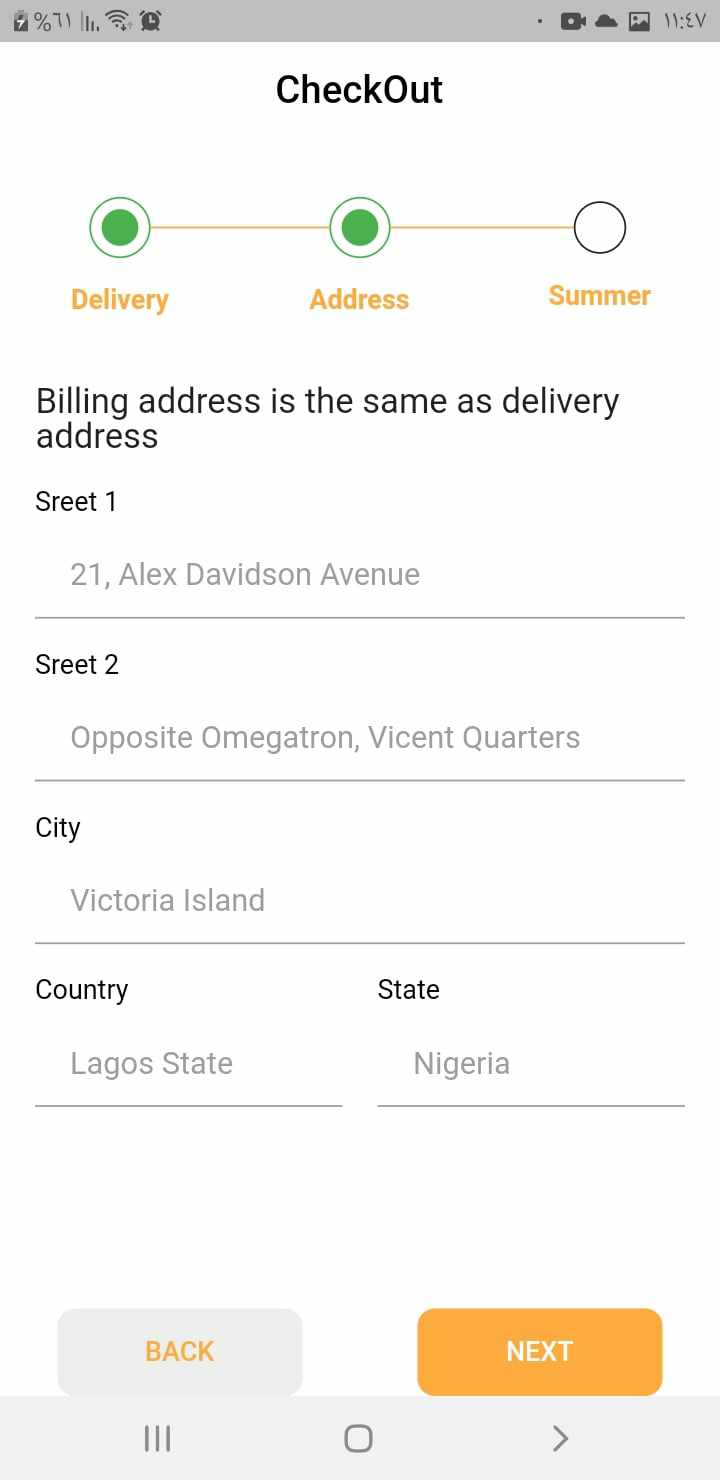 %٦١ ١١:٤٧
CheckOut
Delivery Address Summer
Billing address is the same as delivery
address
Sreet 1
21, Alex Davidson Avenue
Sreet 2
Opposite Omegatron, Vicent Quarters
City
Victoria Island
Country State
Lagos State Nigeria
BACK NEXT